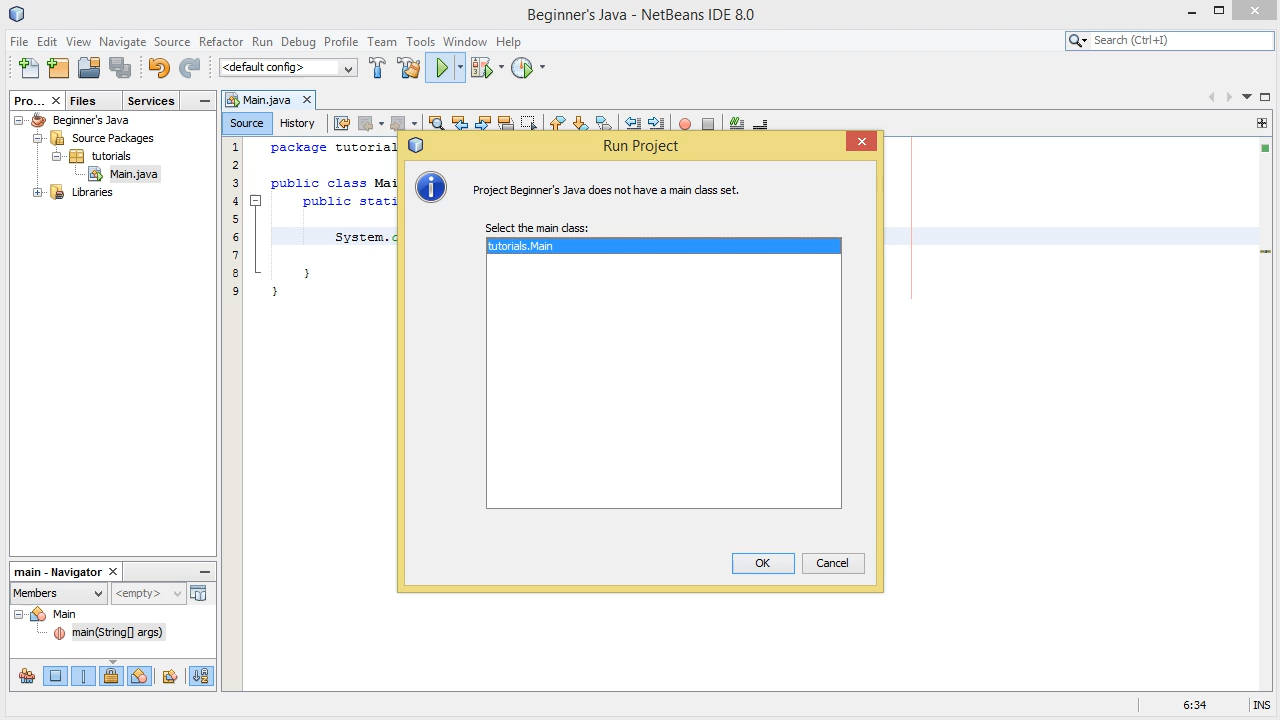 Beginner's Java - NetBeans IDE 8.0
File Edit View Navigate Source Refactor Run Debug Profile Team Tools Window Help
Search (Ctrl+I)
<default config>
Pro... Files Services
Main.java
Beginner's Java
Source Packages
tutorials
Main.java
Libraries
Source History
1 package tutorial
2
3 public class Mai
4 public stati
5
6 System.
7
8 }
9 }
Run Project
Project Beginner's Java does not have a main class set.
Select the main class:
tutorials.Main
OK Cancel
main - Navigator
Members <empty>
Main
main(String[] args)
6:34 INS